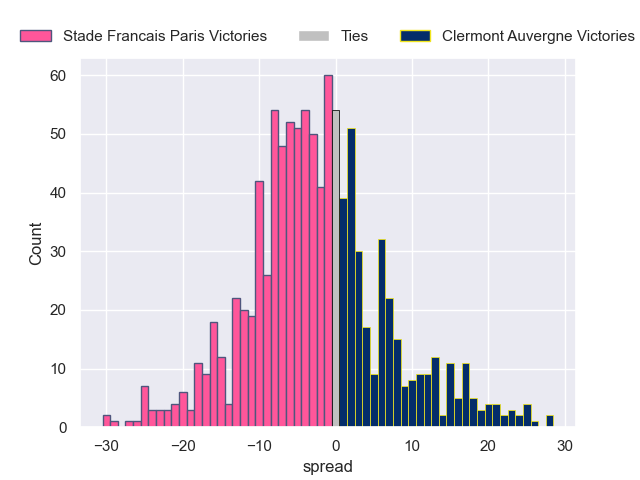 Stade Francais Paris Victories Ties Clermont Auvergne Victories
60
50
40
30
20
10
0
Count
−30 −20 −10 0 10 20 30
spread